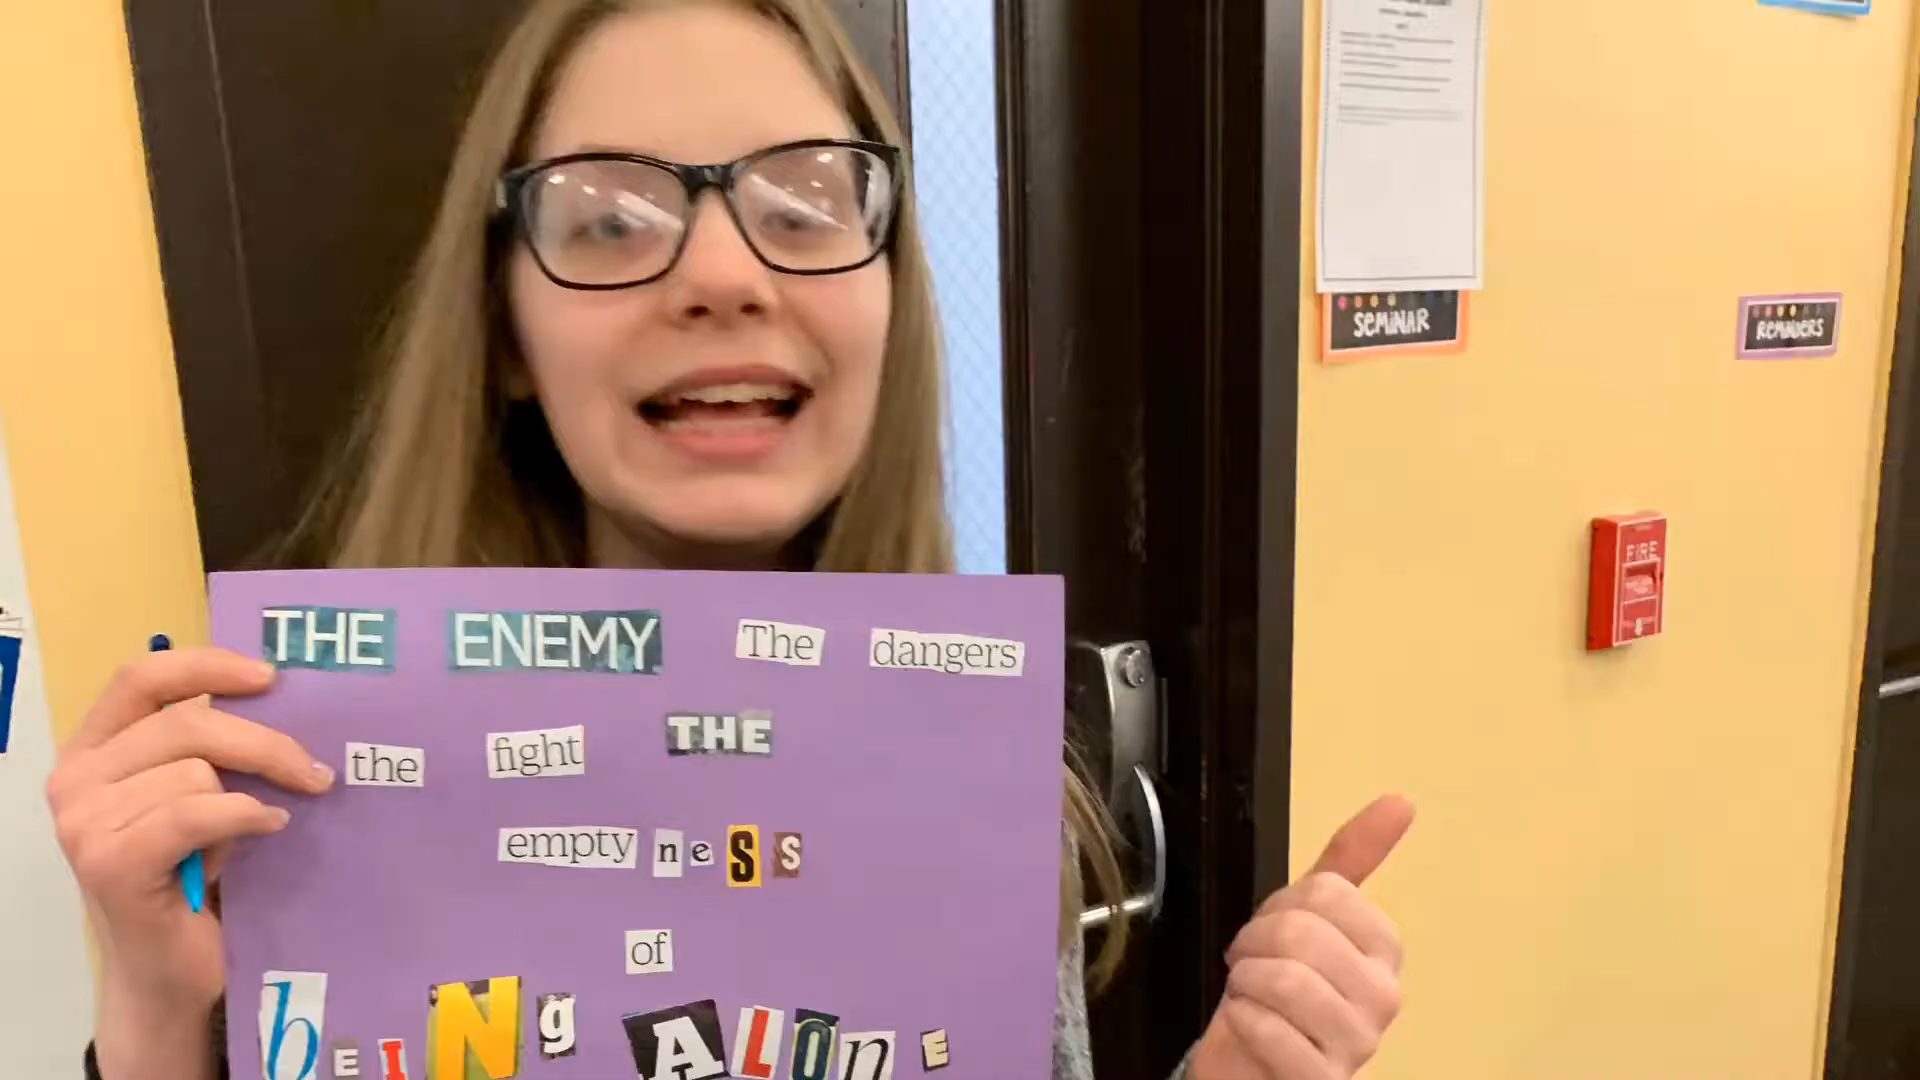 THE ENEMY The dangers
the fight THE
empty neSS
of
bEING ALOnE
SEMINAR
REMINDERS
FIRE